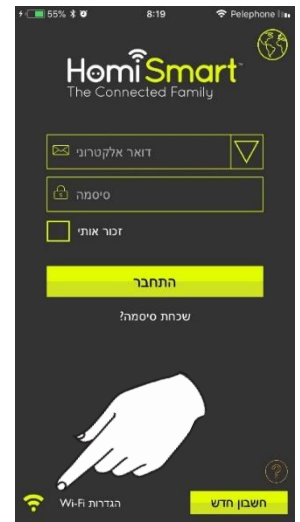 55% 8:19 Pelephone
HomiSmart
The Connected Family
דואר אלקטרוני
סיסמה
זכור אותי
התחבר
שכחת סיסמה?
?
הגדרות Wi-Fi
חשבון חדש